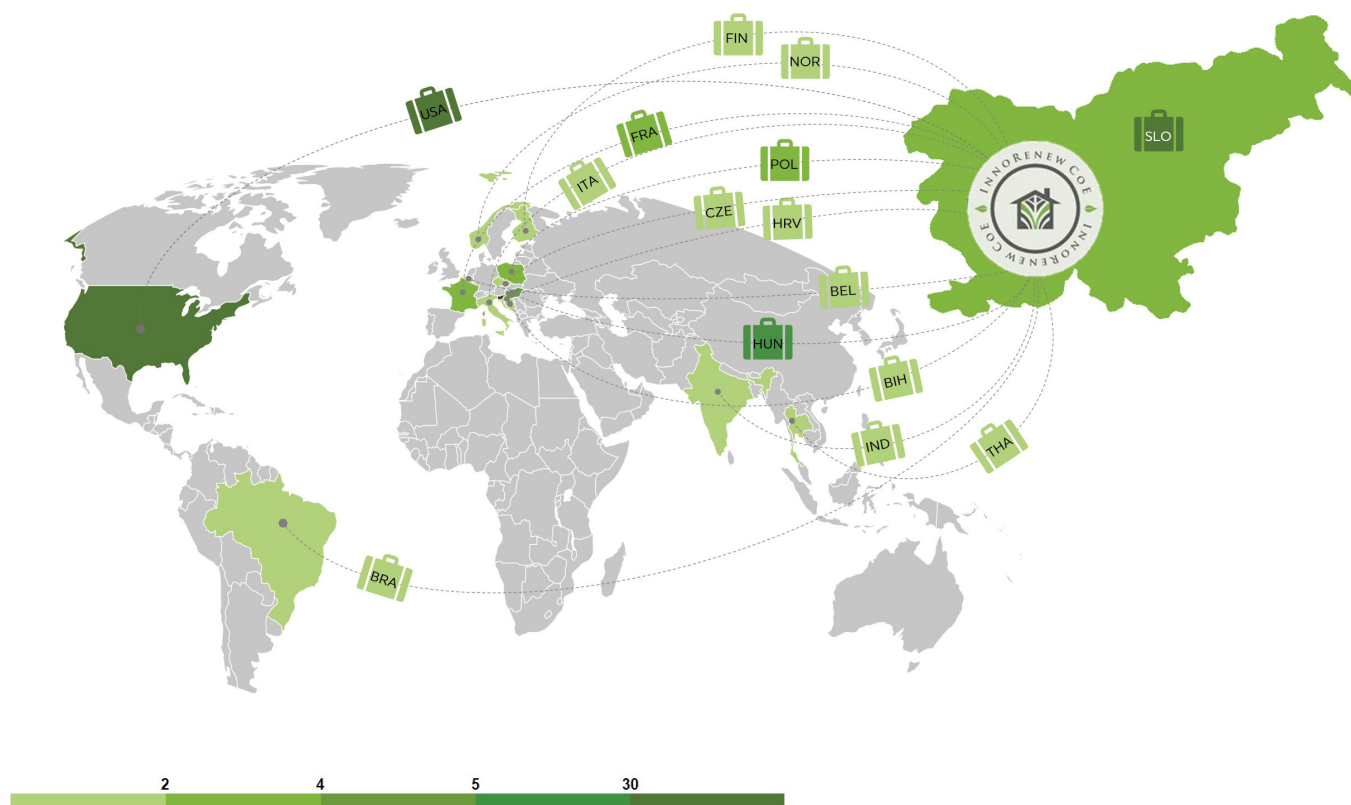 FIN
NOR
USA
FRA
SLO
POL
ITA
CZE
HRV
INNORENEW COE
INNORENEW COE
BEL
HUN
BIH
IND
THA
BRA
2 4 5 30